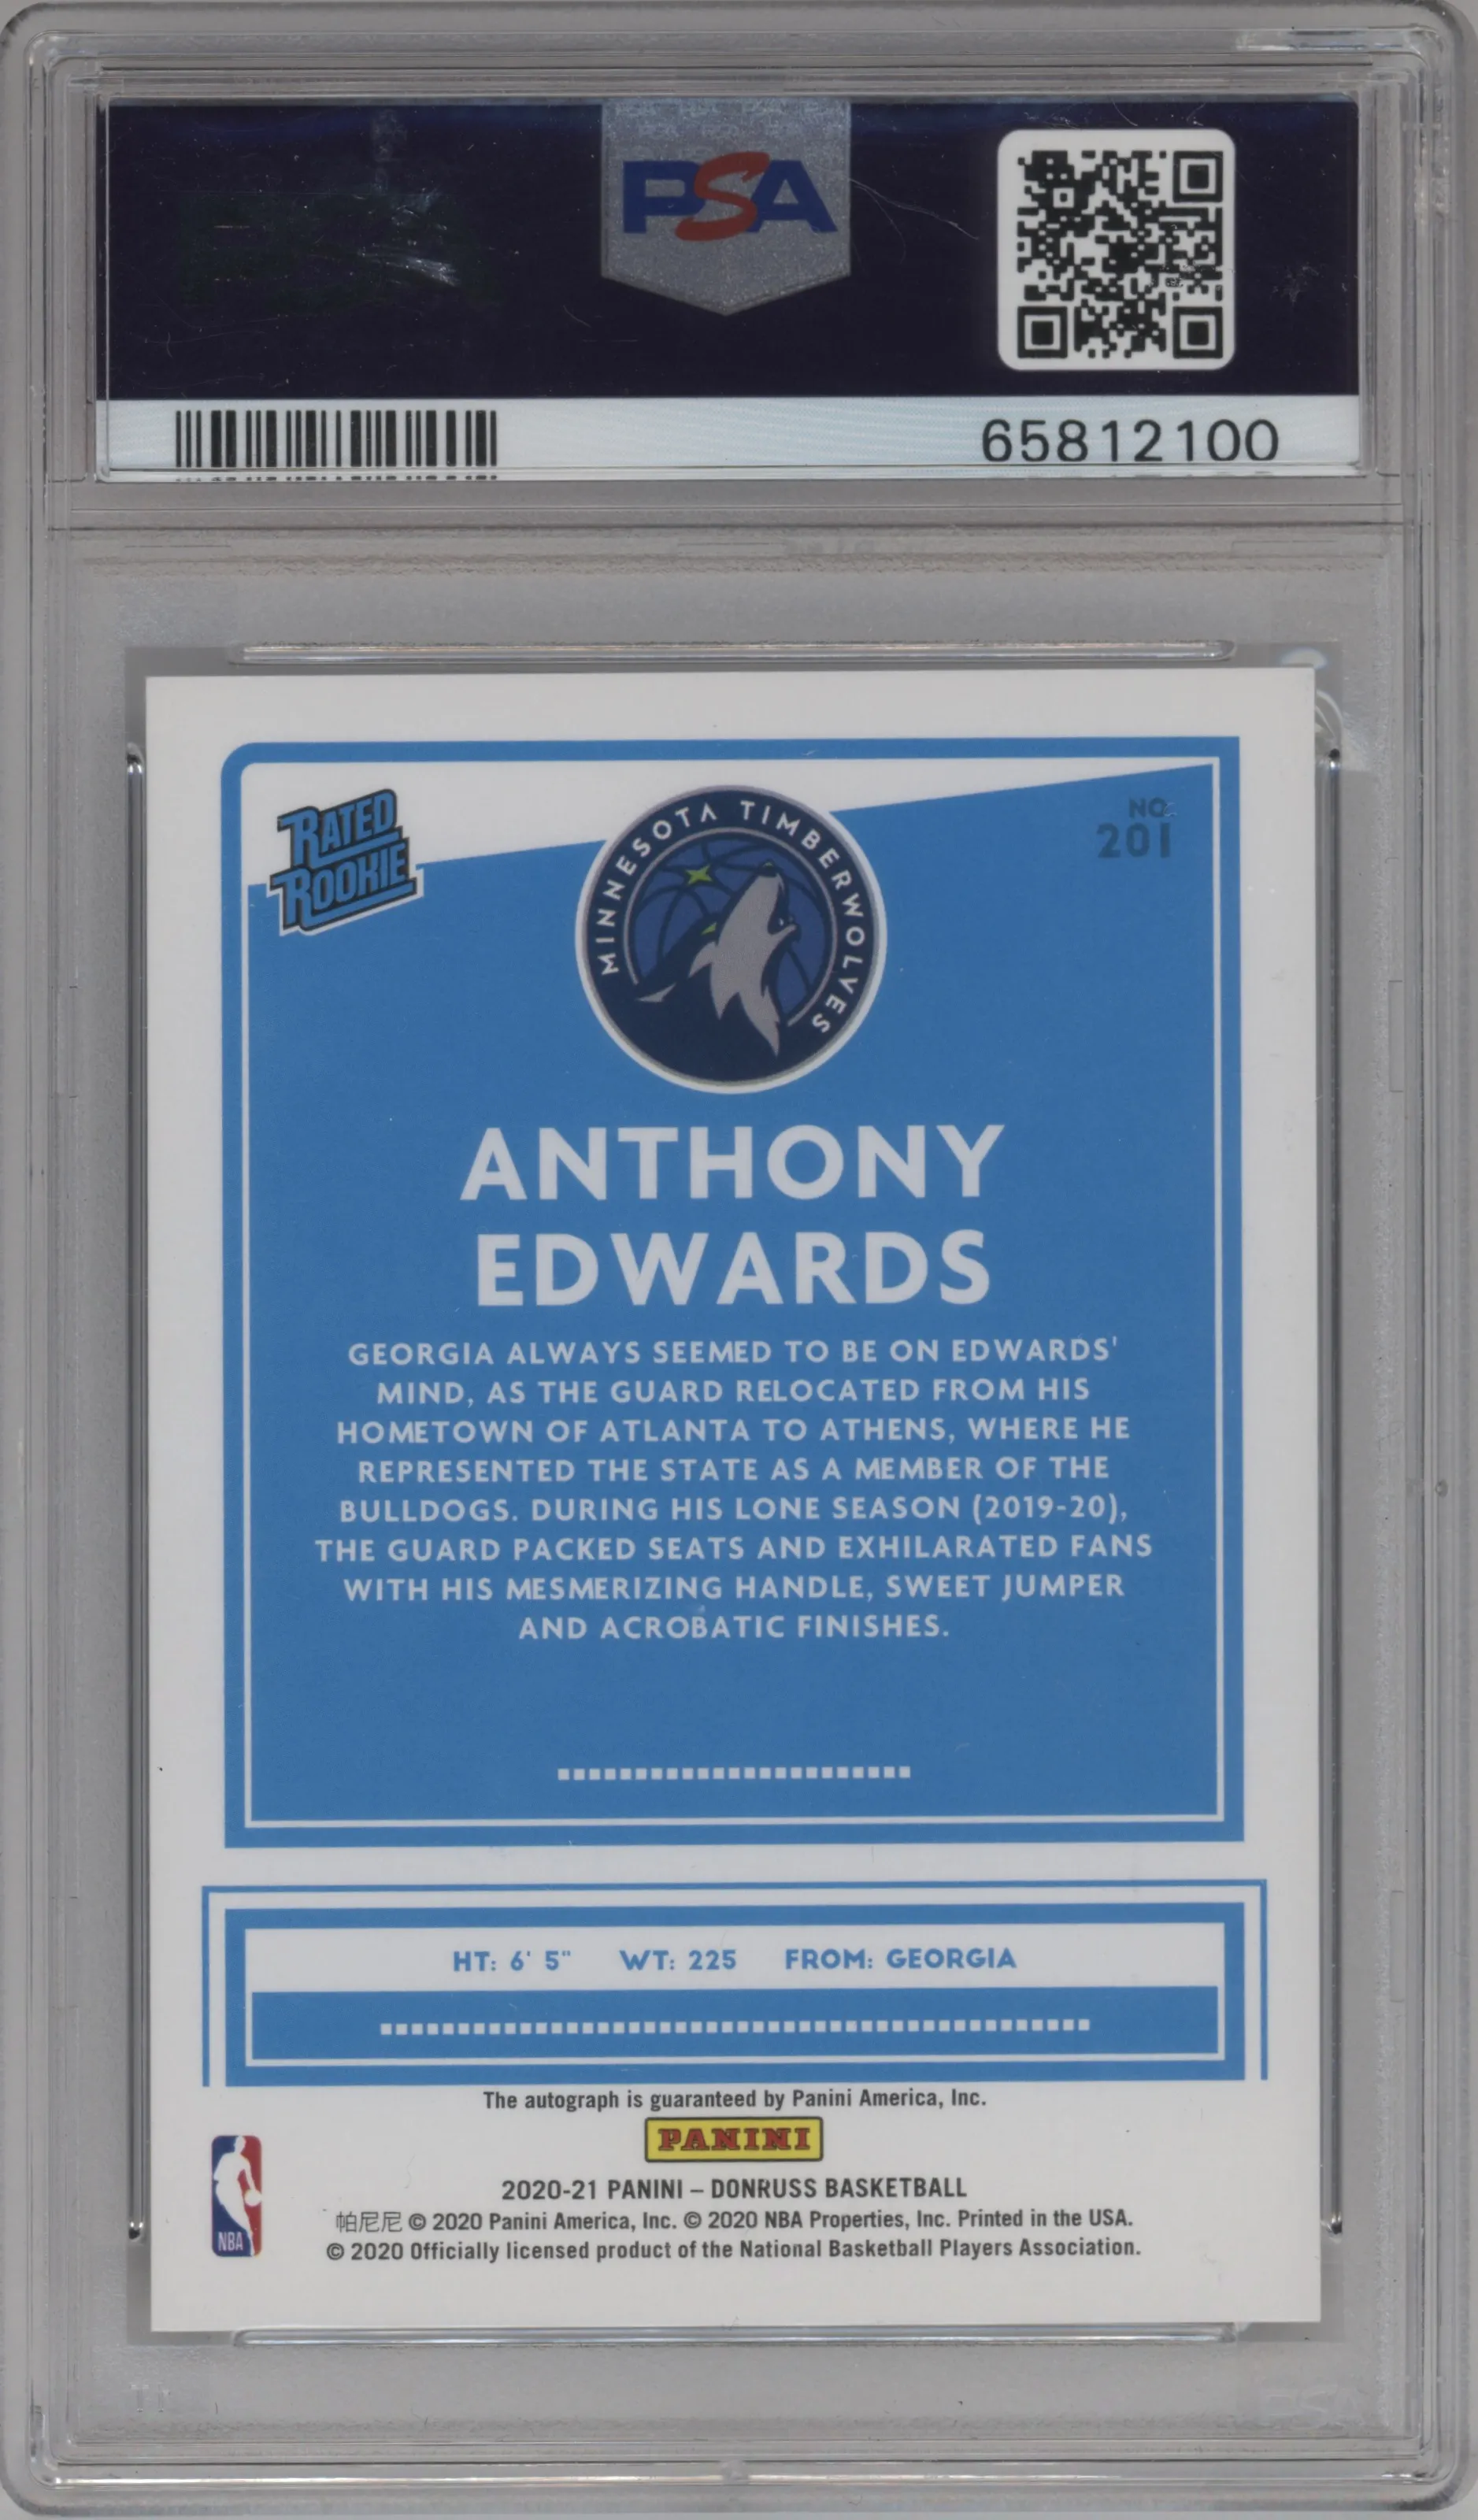 PSA
65812100
RATED
ROOKIE
MINNESOTA TIMBERWOLVES
NO.
201
ANTHONY
EDWARDS
GEORGIA ALWAYS SEEMED TO BE ON EDWARDS'
MIND, AS THE GUARD RELOCATED FROM HIS
HOMETOWN OF ATLANTA TO ATHENS, WHERE HE
REPRESENTED THE STATE AS A MEMBER OF THE
BULLDOGS. DURING HIS LONE SEASON (2019-20),
THE GUARD PACKED SEATS AND EXHILARATED FANS
WITH HIS MESMERIZING HANDLE, SWEET JUMPER
AND ACROBATIC FINISHES.
HT: 6' 5" WT: 225 FROM: GEORGIA
The autograph is guaranteed by Panini America, Inc.
PANINI
2020-21 PANINI – DONRUSS BASKETBALL
帕尼尼 © 2020 Panini America, Inc. © 2020 NBA Properties, Inc. Printed in the USA.
© 2020 Officially licensed product of the National Basketball Players Association.
NBA
PSA